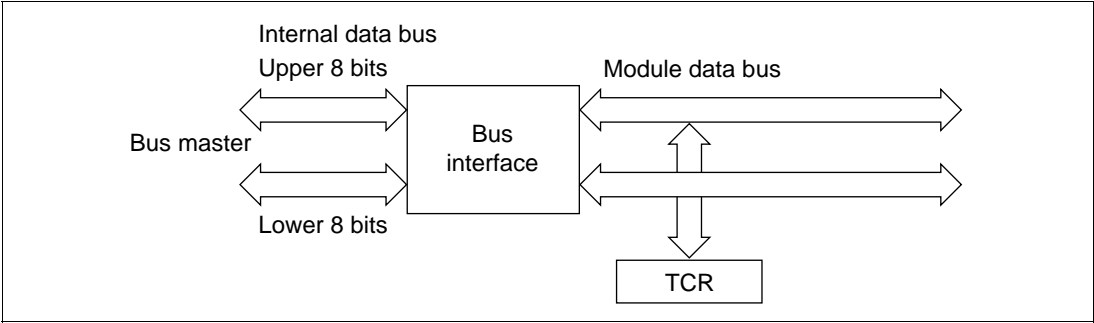 Internal data bus
Upper 8 bits
Module data bus
Bus master
Bus
interface
Lower 8 bits
TCR